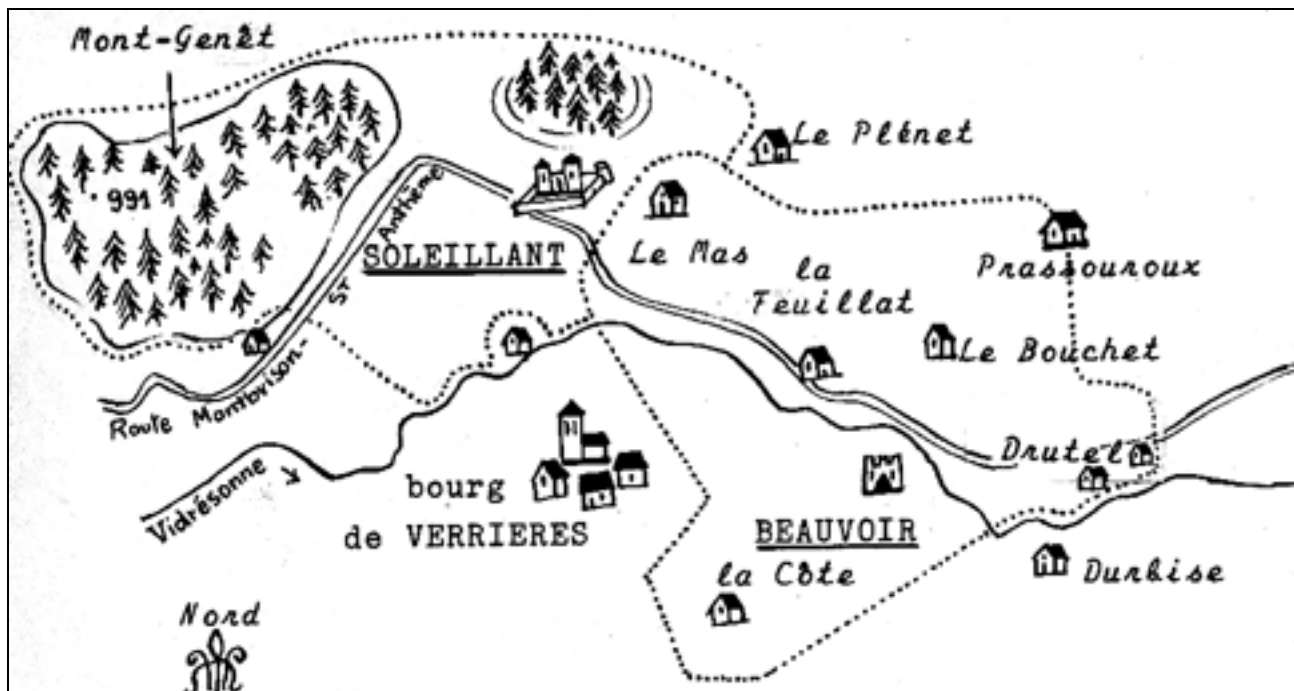 Mont-Genêt
991
Le Plénet
SOLEILLANT
Le Mas
Prassouroux
la
Feuillat
Le Bouchet
Route Montbrison-St Anthème
Drutel
Vidrésonne
bourg
de VERRIERES
BEAUVOIR
la Côte
Durbise
Nord